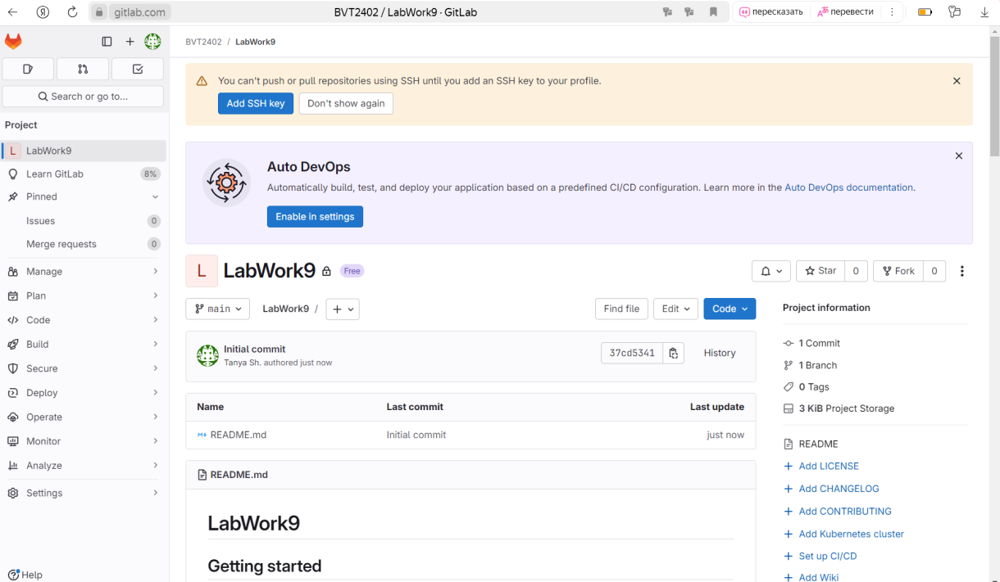 gitlab.com
BVT2402 / LabWork9 · GitLab
пересказать
перевести
BVT2402 / LabWork9
Search or go to...
Project
L LabWork9
Learn GitLab 8%
Pinned
Issues 0
Merge requests 0
Manage
Plan
Code
Build
Secure
Deploy
Operate
Monitor
Analyze
Settings
Help
You can't push or pull repositories using SSH until you add an SSH key to your profile.
Add SSH key Don't show again
Auto DevOps
Automatically build, test, and deploy your application based on a predefined CI/CD configuration. Learn more in the Auto DevOps documentation.
Enable in settings
L LabWork9 Free
Star 0 Fork 0
main LabWork9 / Find file Edit Code
Initial commit
Tanya Sh. authored just now
37cd5341 History
Name Last commit Last update
README.md Initial commit just now
README.md
LabWork9
Getting started
Project information
1 Commit
1 Branch
0 Tags
3 KiB Project Storage
README
Add LICENSE
Add CHANGELOG
Add CONTRIBUTING
Add Kubernetes cluster
Set up CI/CD
Add Wiki